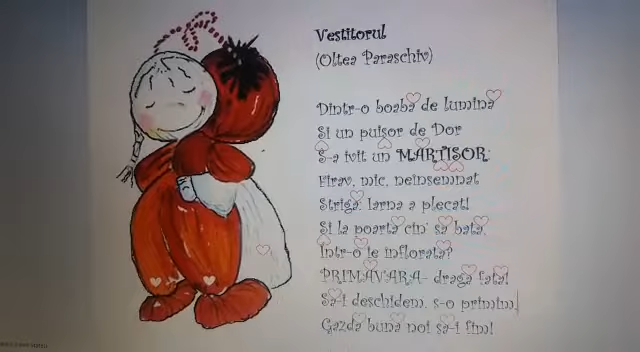 Vestitorul
(Oltea Paraschiv)
Dintr-o boaba de lumina
Si un puisor de Dor
S-a ivit un MARTISOR:
Firav, mic, neinsemnat
Striga: Iarna a plecat!
Si la poarta cin' sa bata,
Intr-o ie inflorata?
PRIMAVARA- draga fata!
Sa-i deschidem, s-o primim,
Gazda buna noi sa-i fim!